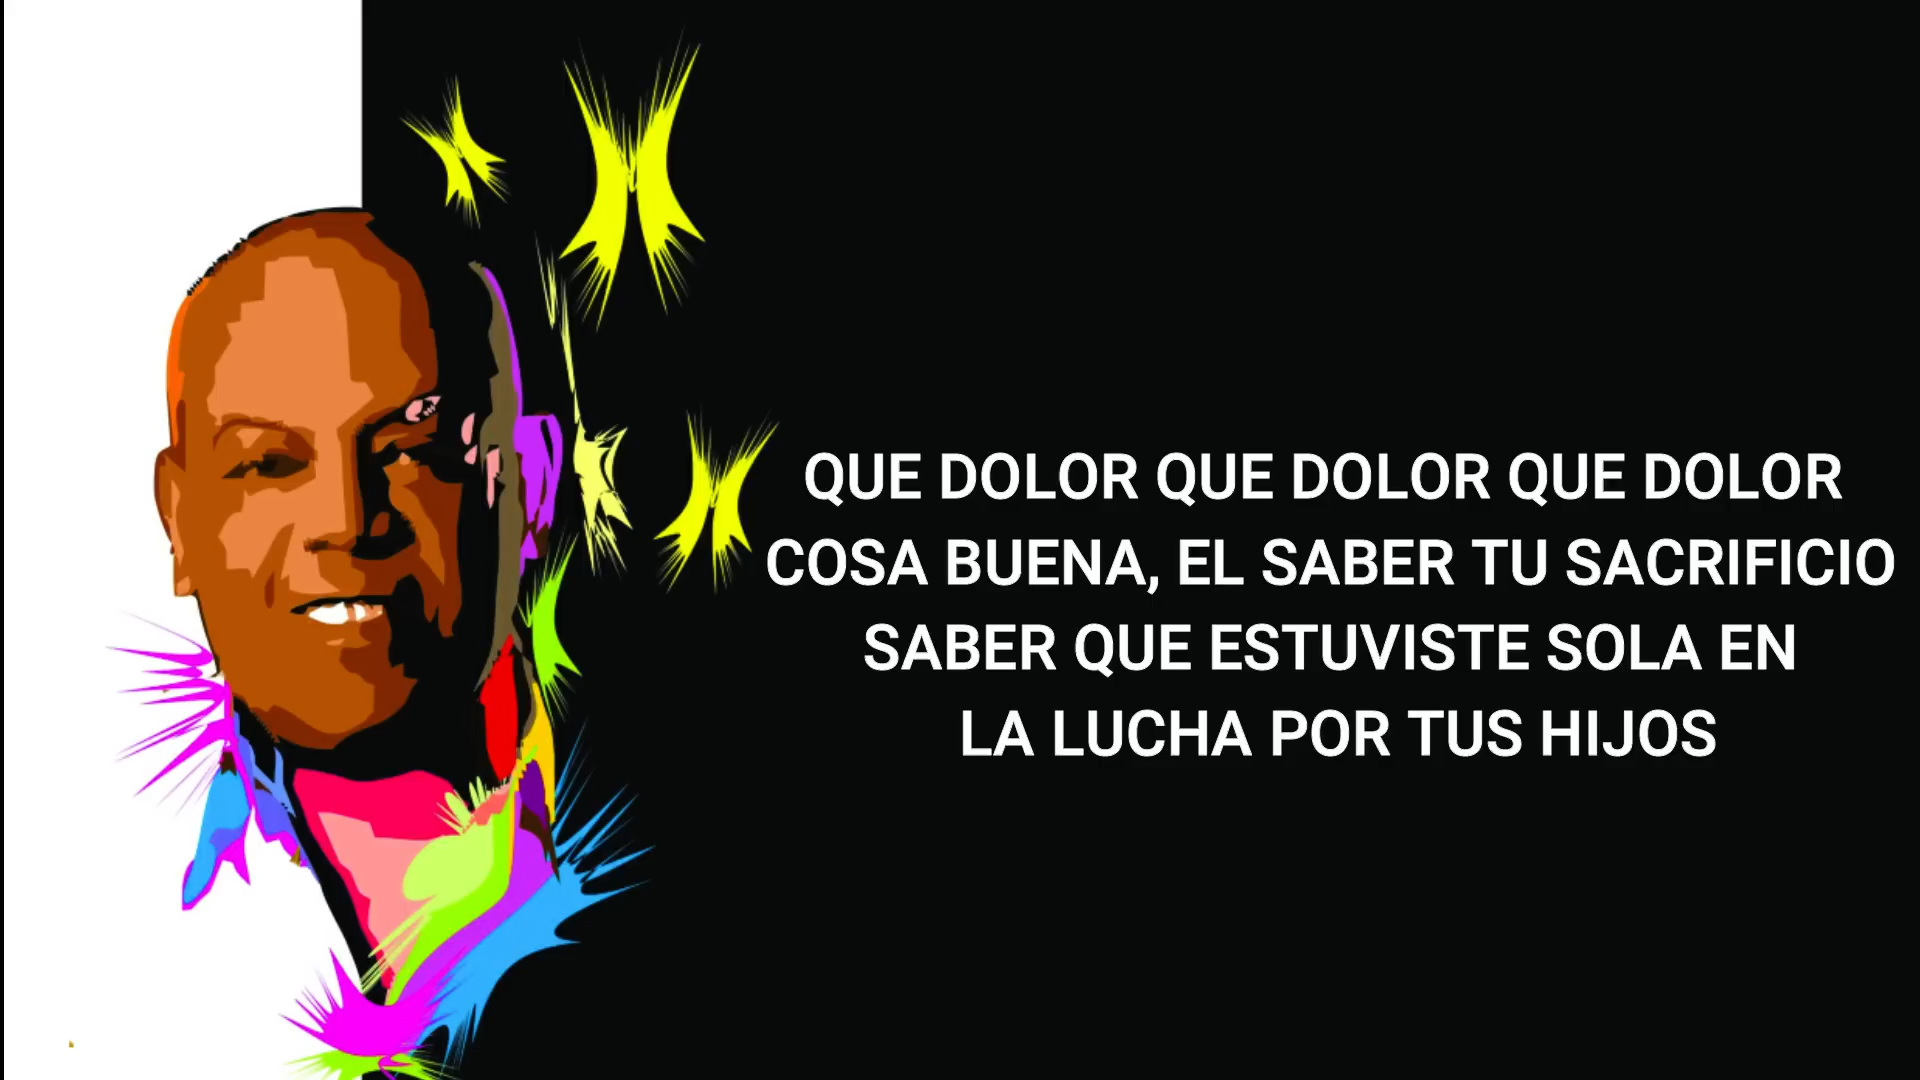 QUE DOLOR QUE DOLOR QUE DOLOR
COSA BUENA, EL SABER TU SACRIFICIO
SABER QUE ESTUVISTE SOLA EN
LA LUCHA POR TUS HIJOS